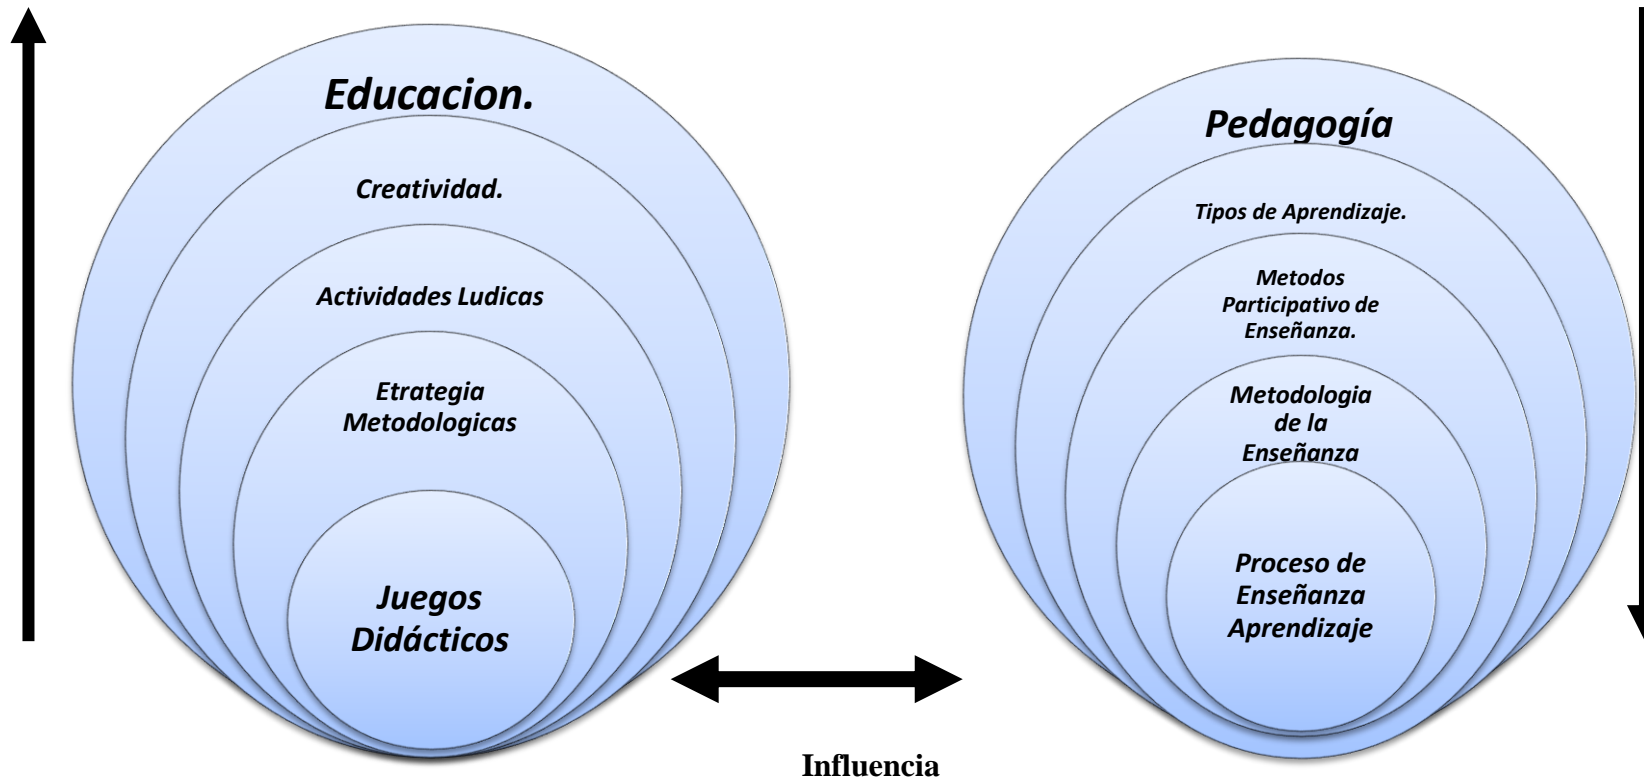 Educacion.
Creatividad.
Actividades Ludicas
Etrategia
Metodologicas
Juegos
Didácticos
Pedagogía
Tipos de Aprendizaje.
Metodos
Participativo de
Enseñanza.
Metodologia
de la
Enseñanza
Proceso de
Enseñanza
Aprendizaje
Influencia